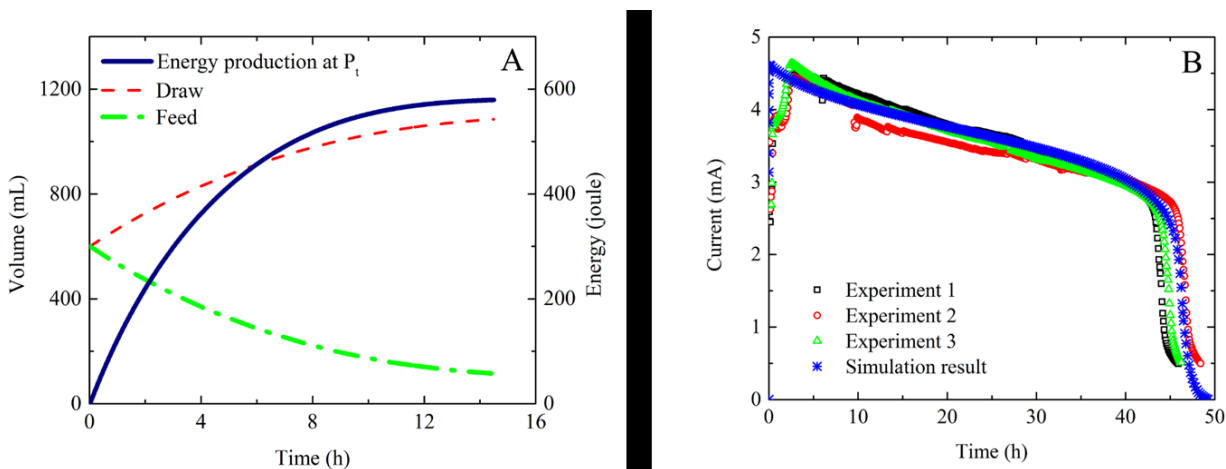 A
Energy production at Pt
Draw
Feed
1200
800
400
0
Volume (mL)
600
400
200
0
Energy (joule)
0 4 8 12 16
Time (h)
B
5
4
3
2
1
0
Current (mA)
Experiment 1
Experiment 2
Experiment 3
Simulation result
0 10 20 30 40 50
Time (h)